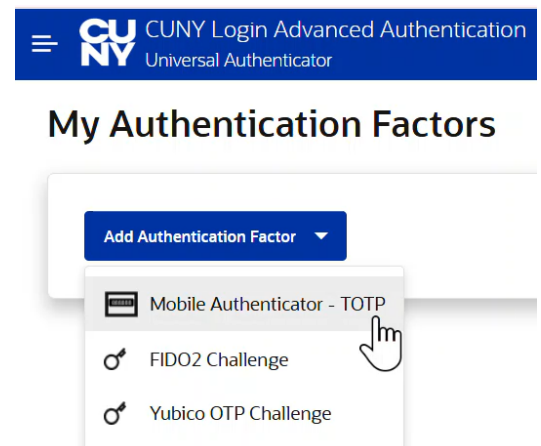 CUNY
CUNY Login Advanced Authentication
Universal Authenticator
My Authentication Factors
Add Authentication Factor
Mobile Authenticator - TOTP
FIDO2 Challenge
Yubico OTP Challenge